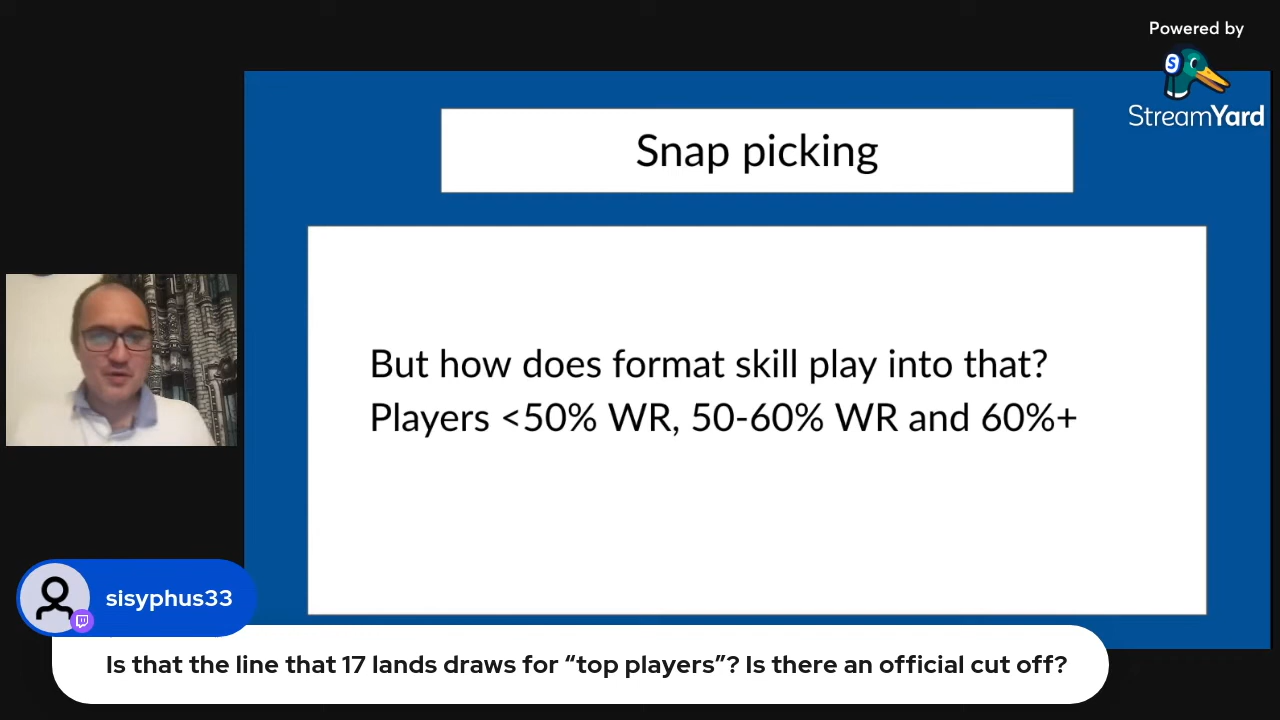 Powered by
StreamYard
Snap picking
But how does format skill play into that?
Players <50% WR, 50-60% WR and 60%+
sisyphus33
Is that the line that 17 lands draws for “top players”? Is there an official cut off?